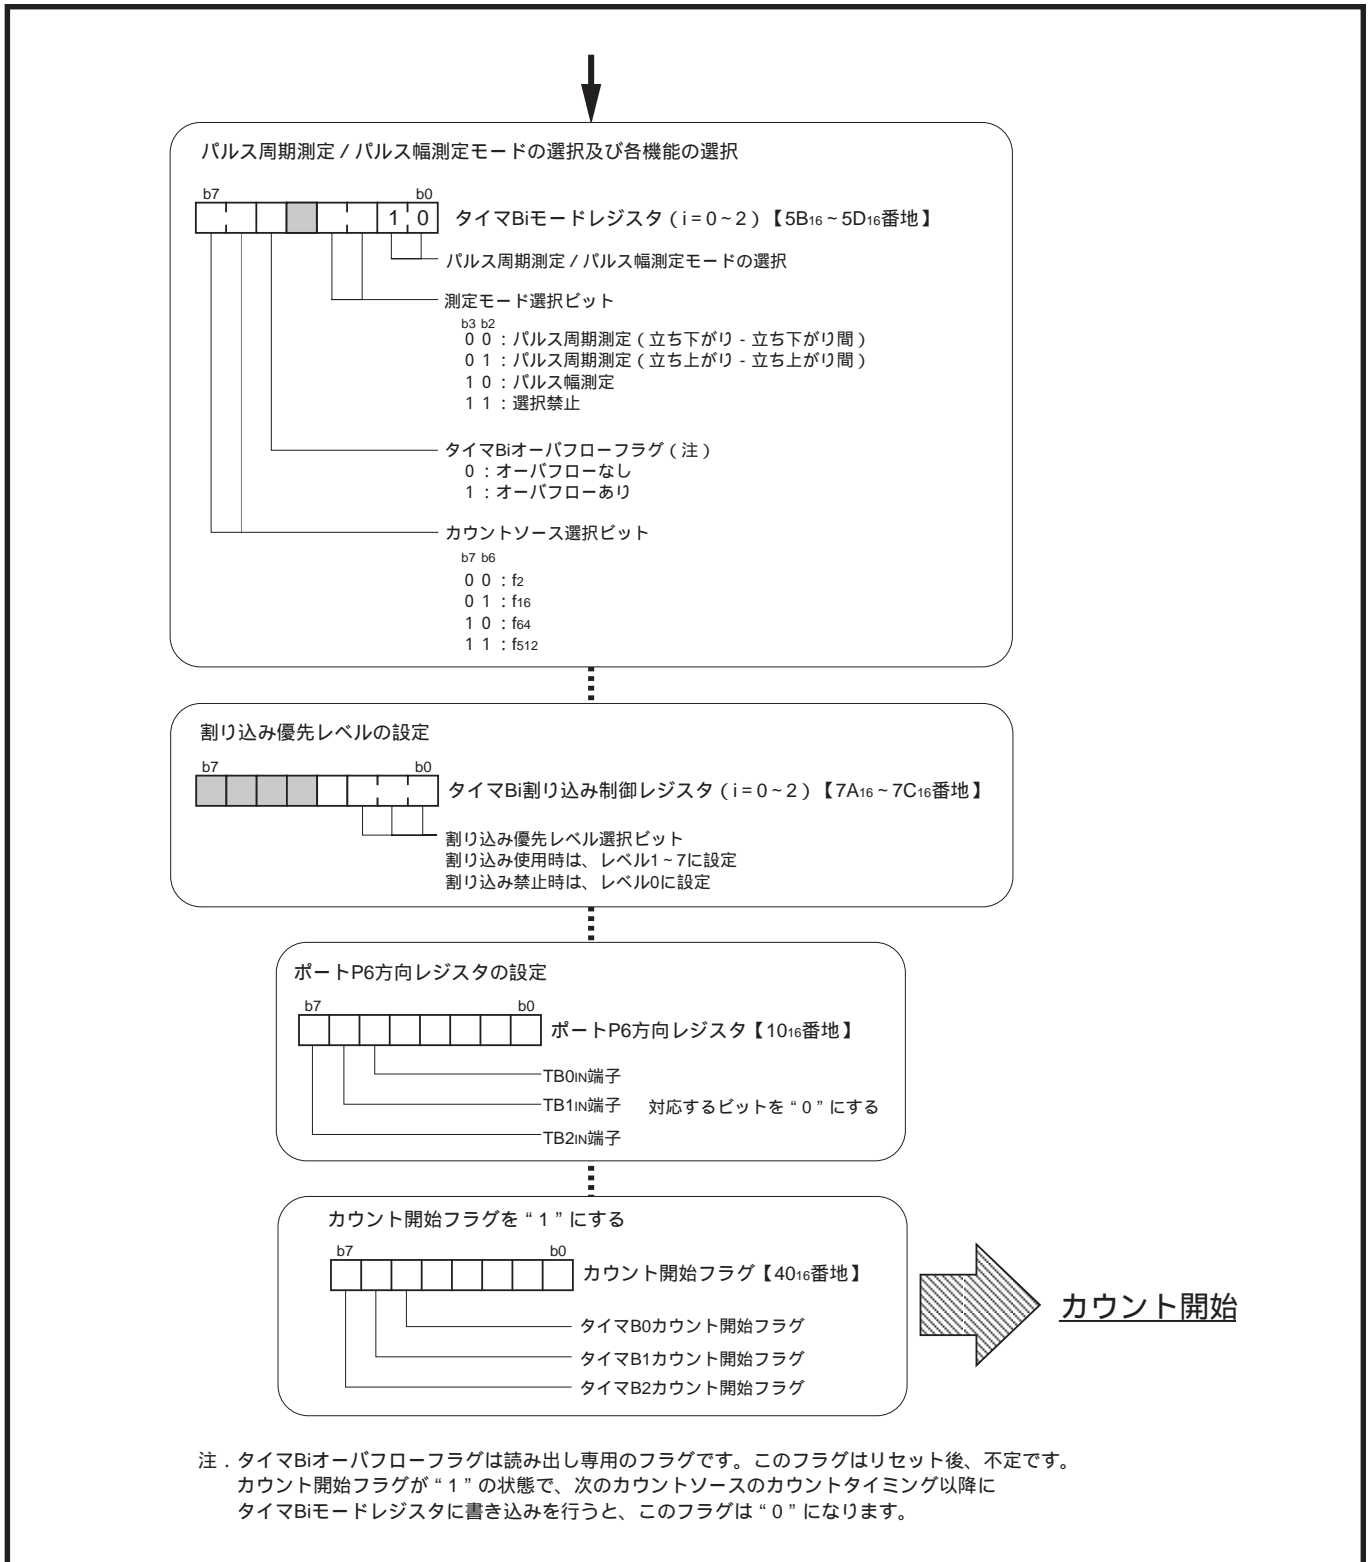 パルス周期測定 / パルス幅測定モードの選択及び各機能の選択
b7 b0
1 0 タイマBiモードレジスタ ( i = 0 ~ 2 ) 【5B16 ~ 5D16番地】
パルス周期測定 / パルス幅測定モードの選択
測定モード選択ビット
b3 b2
0 0 : パルス周期測定 ( 立ち下がり - 立ち下がり間 )
0 1 : パルス周期測定 ( 立ち上がり - 立ち上がり間 )
1 0 : パルス幅測定
1 1 : 選択禁止
タイマBiオーバフローフラグ ( 注 )
0 : オーバフローなし
1 : オーバフローあり
カウントソース選択ビット
b7 b6
0 0 : f2
0 1 : f16
1 0 : f64
1 1 : f512
割り込み優先レベルの設定
b7 b0
タイマBi割り込み制御レジスタ ( i = 0 ~ 2 ) 【7A16 ~ 7C16番地】
割り込み優先レベル選択ビット
割り込み使用時は、レベル1 ~ 7に設定
割り込み禁止時は、レベル0に設定
ポートP6方向レジスタの設定
b7 b0
ポートP6方向レジスタ【1016番地】
TB0IN端子
TB1IN端子 対応するビットを “ 0 ” にする
TB2IN端子
カウント開始フラグを “ 1 ” にする
b7 b0
カウント開始フラグ【4016番地】
カウント開始
タイマB0カウント開始フラグ
タイマB1カウント開始フラグ
タイマB2カウント開始フラグ
注 . タイマBiオーバフローフラグは読み出し専用のフラグです。このフラグはリセット後、不定です。
カウント開始フラグが “ 1 ” の状態で、次のカウントソースのカウントタイミング以降に
タイマBiモードレジスタに書き込みを行うと、このフラグは “ 0 ” になります。